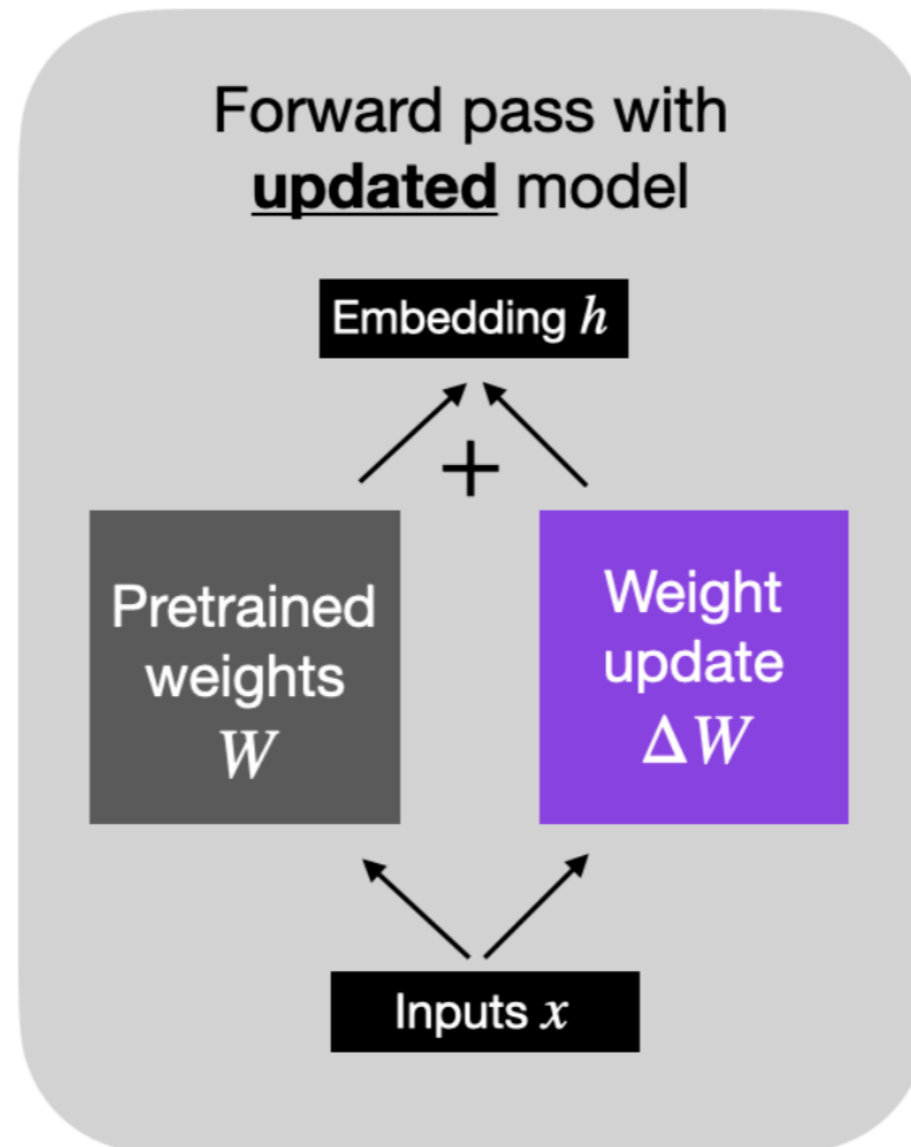 Forward pass with
updated model
Embedding h
+
Pretrained
weights
W
Weight
update
ΔW
Inputs x